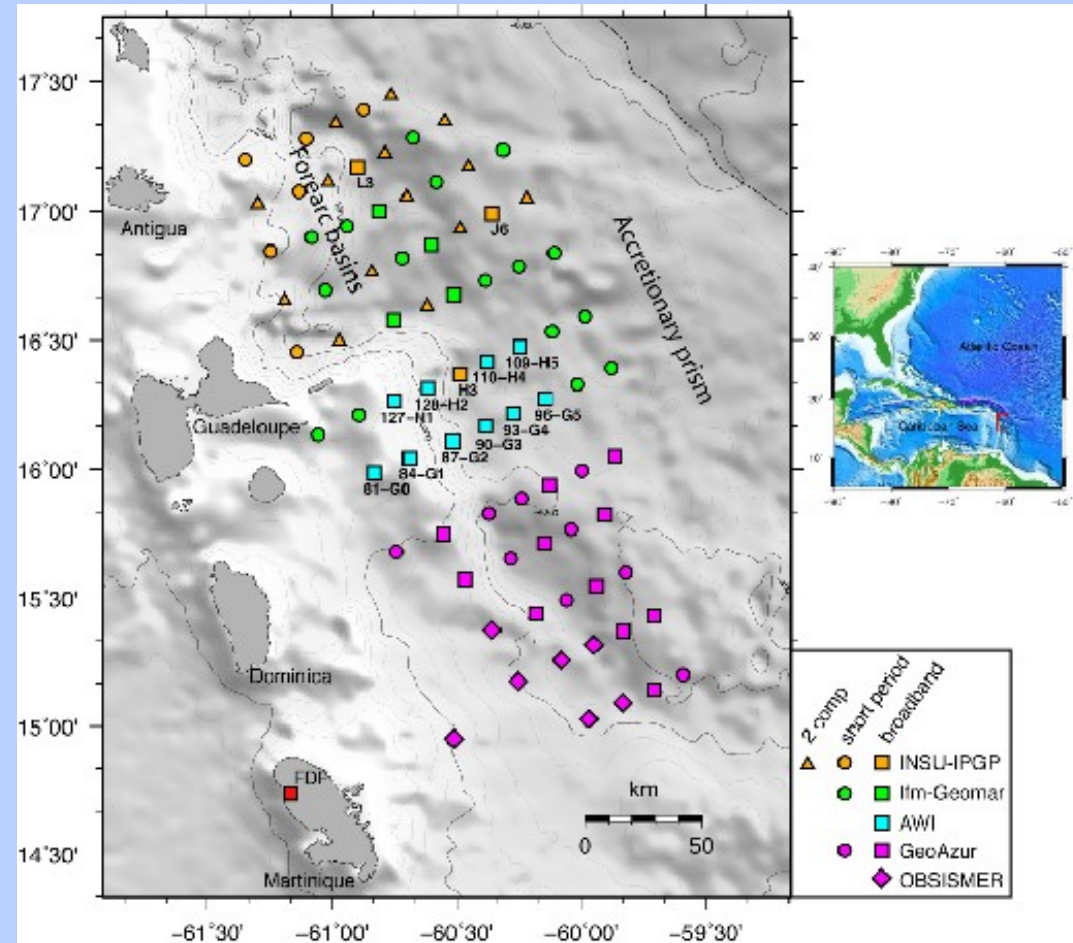 17°30'
17°00'
16°30'
16°00'
15°30'
15°00'
14°30'
−61°30'
−61°00'
−60°30'
−60°00'
−59°30'
Antigua
Forearc basins
Accretionary prism
L3
J6
109-H5
110-H4
H3
128-H2
127-N1
96-G5
93-G4
90-G3
87-G2
84-G1
81-G0
Guadeloupe
Dominica
FDF
Martinique
km
0 50
Atlantic Ocean
Caribbean Sea
2 comp
short period
broadband
INSU-IPGP
Ifm-Geomar
AWI
GeoAzur
OBSISMER